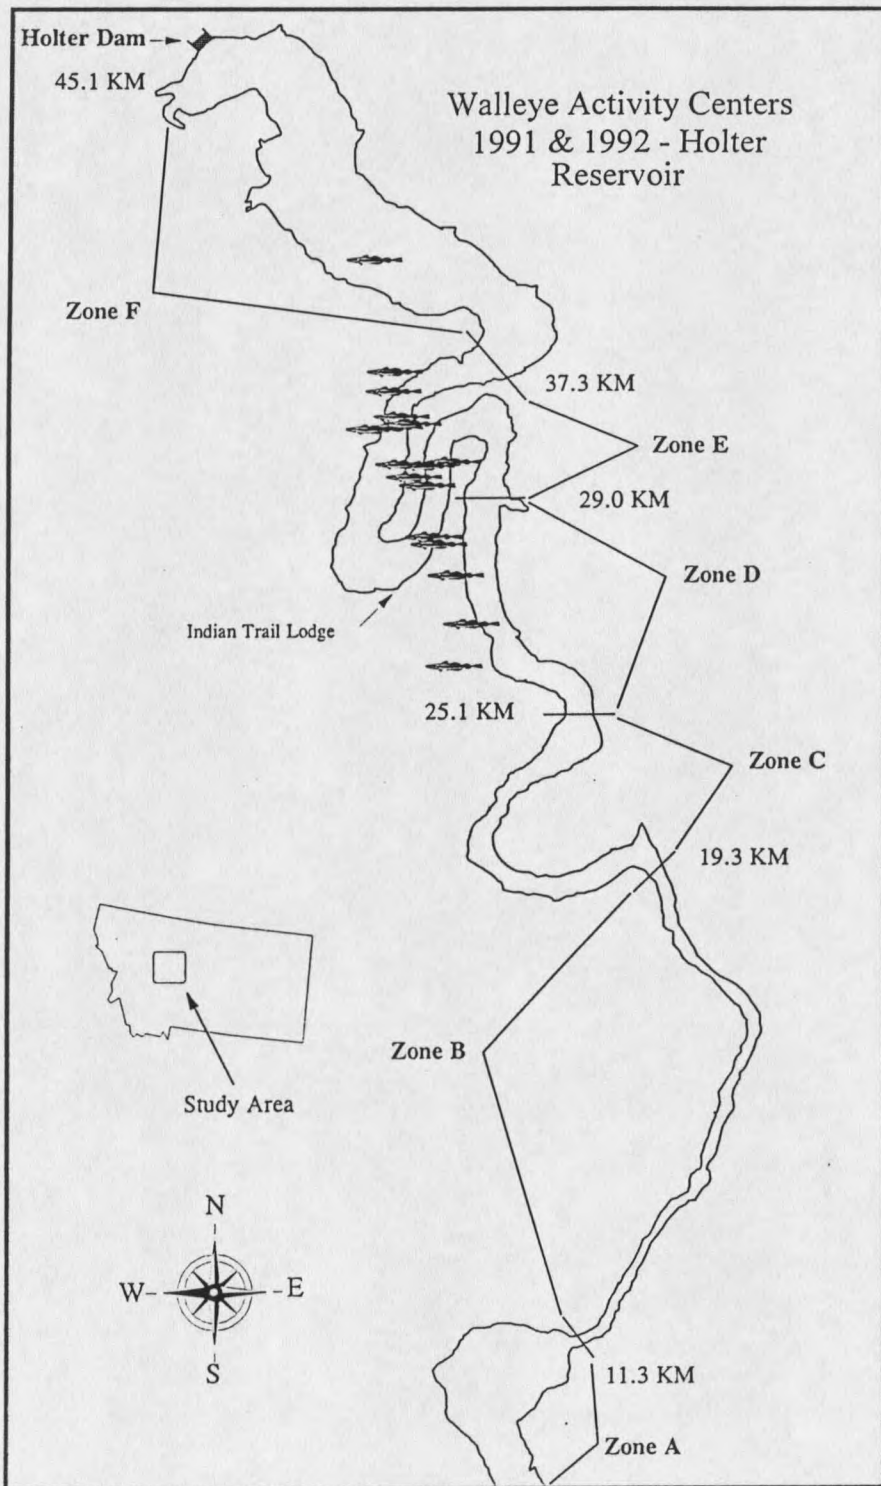 Holter Dam
45.1 KM
Walleye Activity Centers
1991 & 1992 - Holter
Reservoir
Zone F
37.3 KM
Zone E
29.0 KM
Zone D
Indian Trail Lodge
25.1 KM
Zone C
19.3 KM
Zone B
Study Area
N
W
E
S
11.3 KM
Zone A